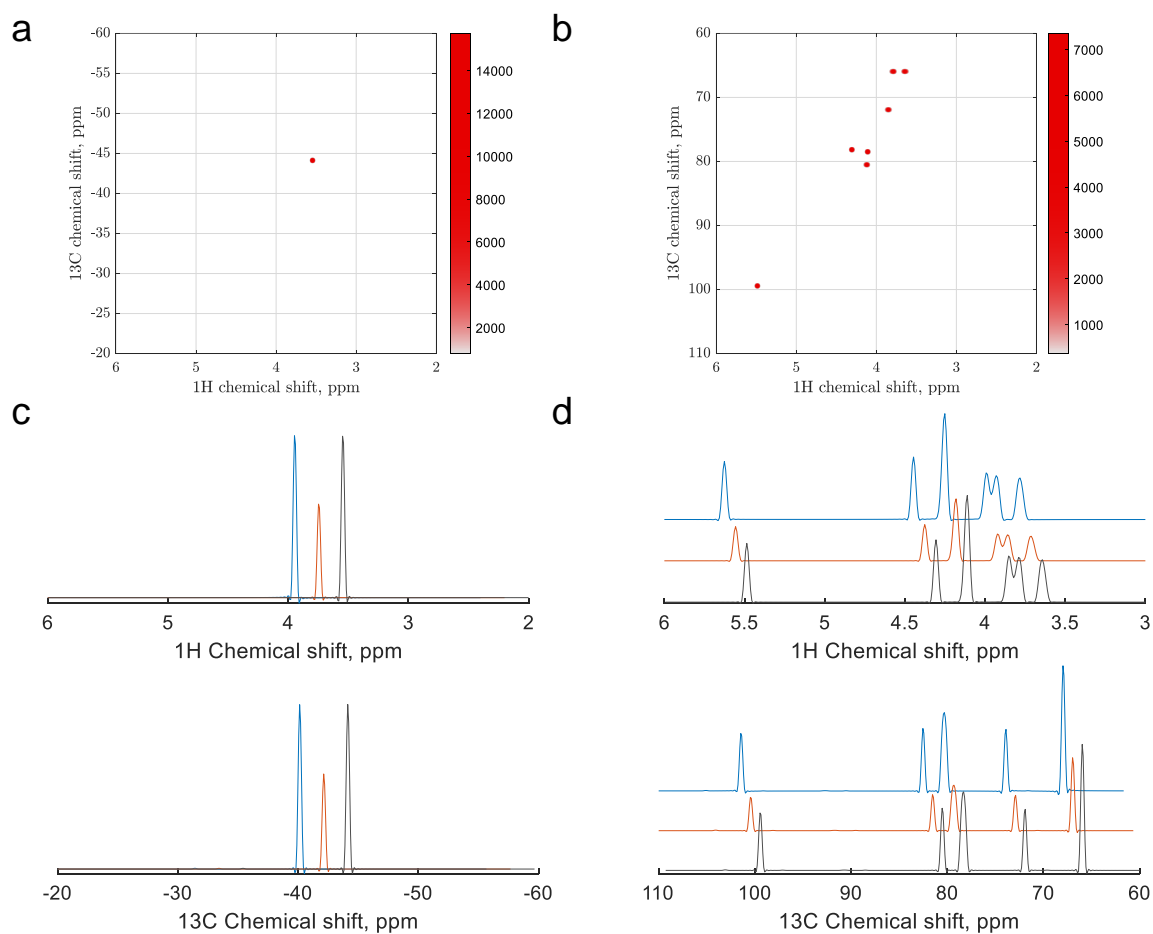 a
-60
-55
-50
-45
-40
-35
-30
-25
-20
13C chemical shift, ppm
6 5 4 3 2
1H chemical shift, ppm
14000
12000
10000
8000
6000
4000
2000
b
60
70
80
90
100
110
13C chemical shift, ppm
6 5 4 3 2
1H chemical shift, ppm
7000
6000
5000
4000
3000
2000
1000
c
6 5 4 3 2
1H Chemical shift, ppm
-20 -30 -40 -50 -60
13C Chemical shift, ppm
d
6 5.5 5 4.5 4 3.5 3
1H Chemical shift, ppm
110 100 90 80 70 60
13C Chemical shift, ppm